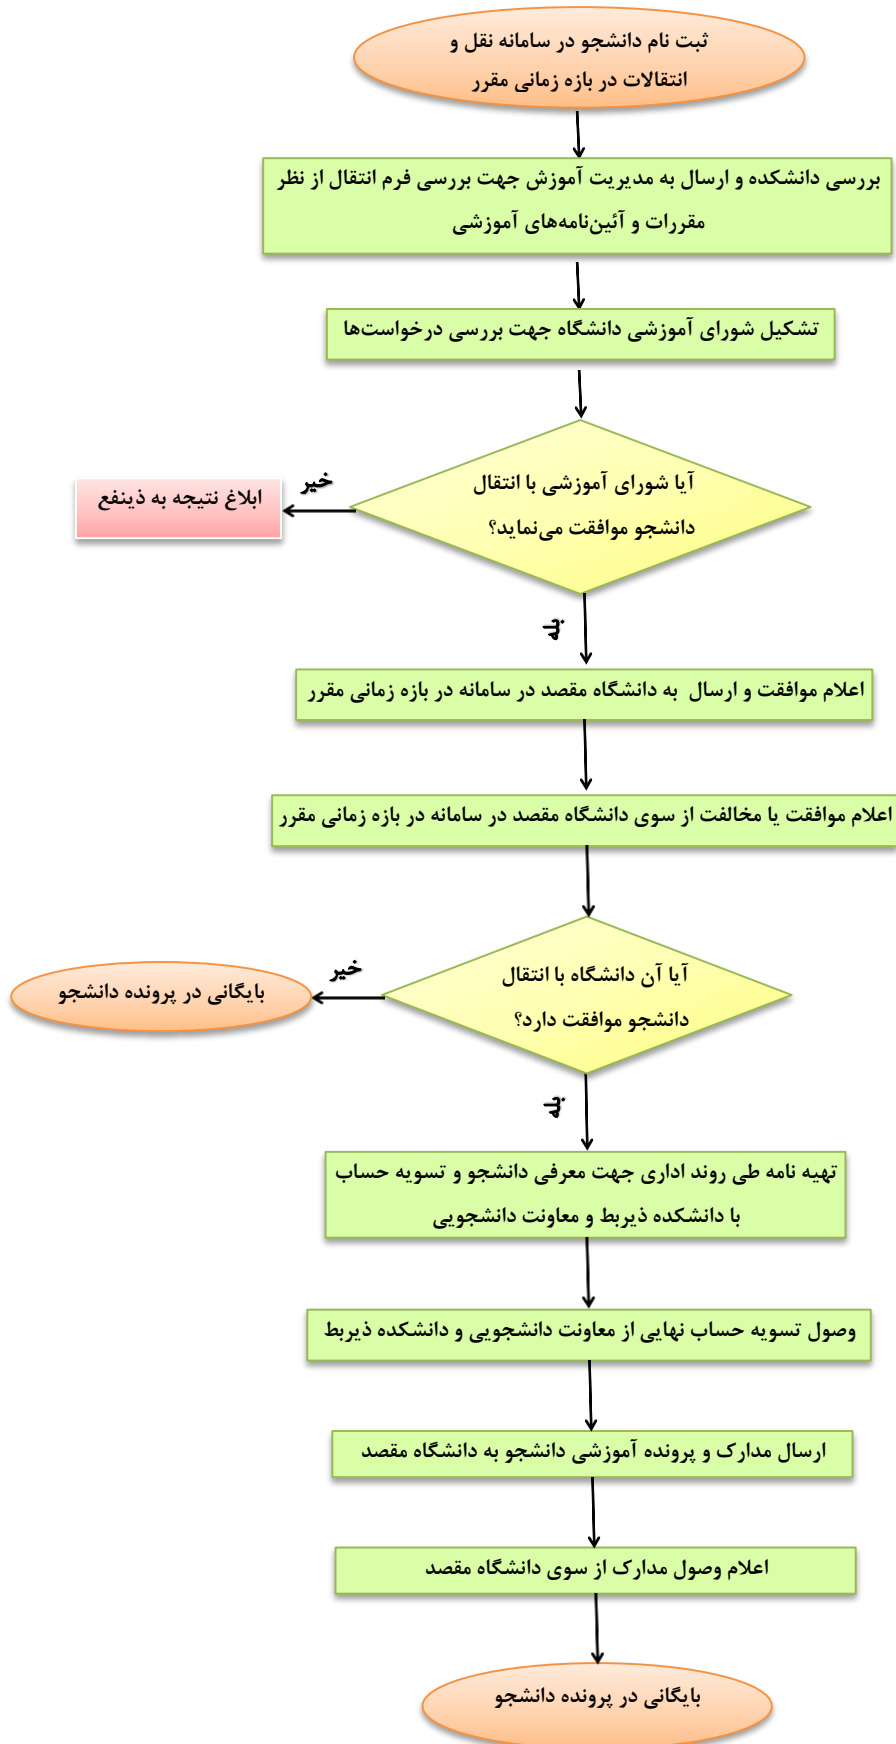 ثبت نام دانشجو در سامانه نقل و
انتقالات در بازه زمانی مقرر
بررسی دانشکده و ارسال به مدیریت آموزش جهت بررسی فرم انتقال از نظر
مقررات و آئین‌نامه‌های آموزشی
تشکیل شورای آموزشی دانشگاه جهت بررسی درخواست‌ها
آیا شورای آموزشی با انتقال
دانشجو موافقت می‌نماید؟
خیر
ابلاغ نتیجه به ذینفع
بله
اعلام موافقت و ارسال به دانشگاه مقصد در سامانه در بازه زمانی مقرر
اعلام موافقت یا مخالفت از سوی دانشگاه مقصد در سامانه در بازه زمانی مقرر
آیا آن دانشگاه با انتقال
دانشجو موافقت دارد؟
خیر
بایگانی در پرونده دانشجو
بله
تهیه نامه طی روند اداری جهت معرفی دانشجو و تسویه حساب
با دانشکده ذیربط و معاونت دانشجویی
وصول تسویه حساب نهایی از معاونت دانشجویی و دانشکده ذیربط
ارسال مدارک و پرونده آموزشی دانشجو به دانشگاه مقصد
اعلام وصول مدارک از سوی دانشگاه مقصد
بایگانی در پرونده دانشجو